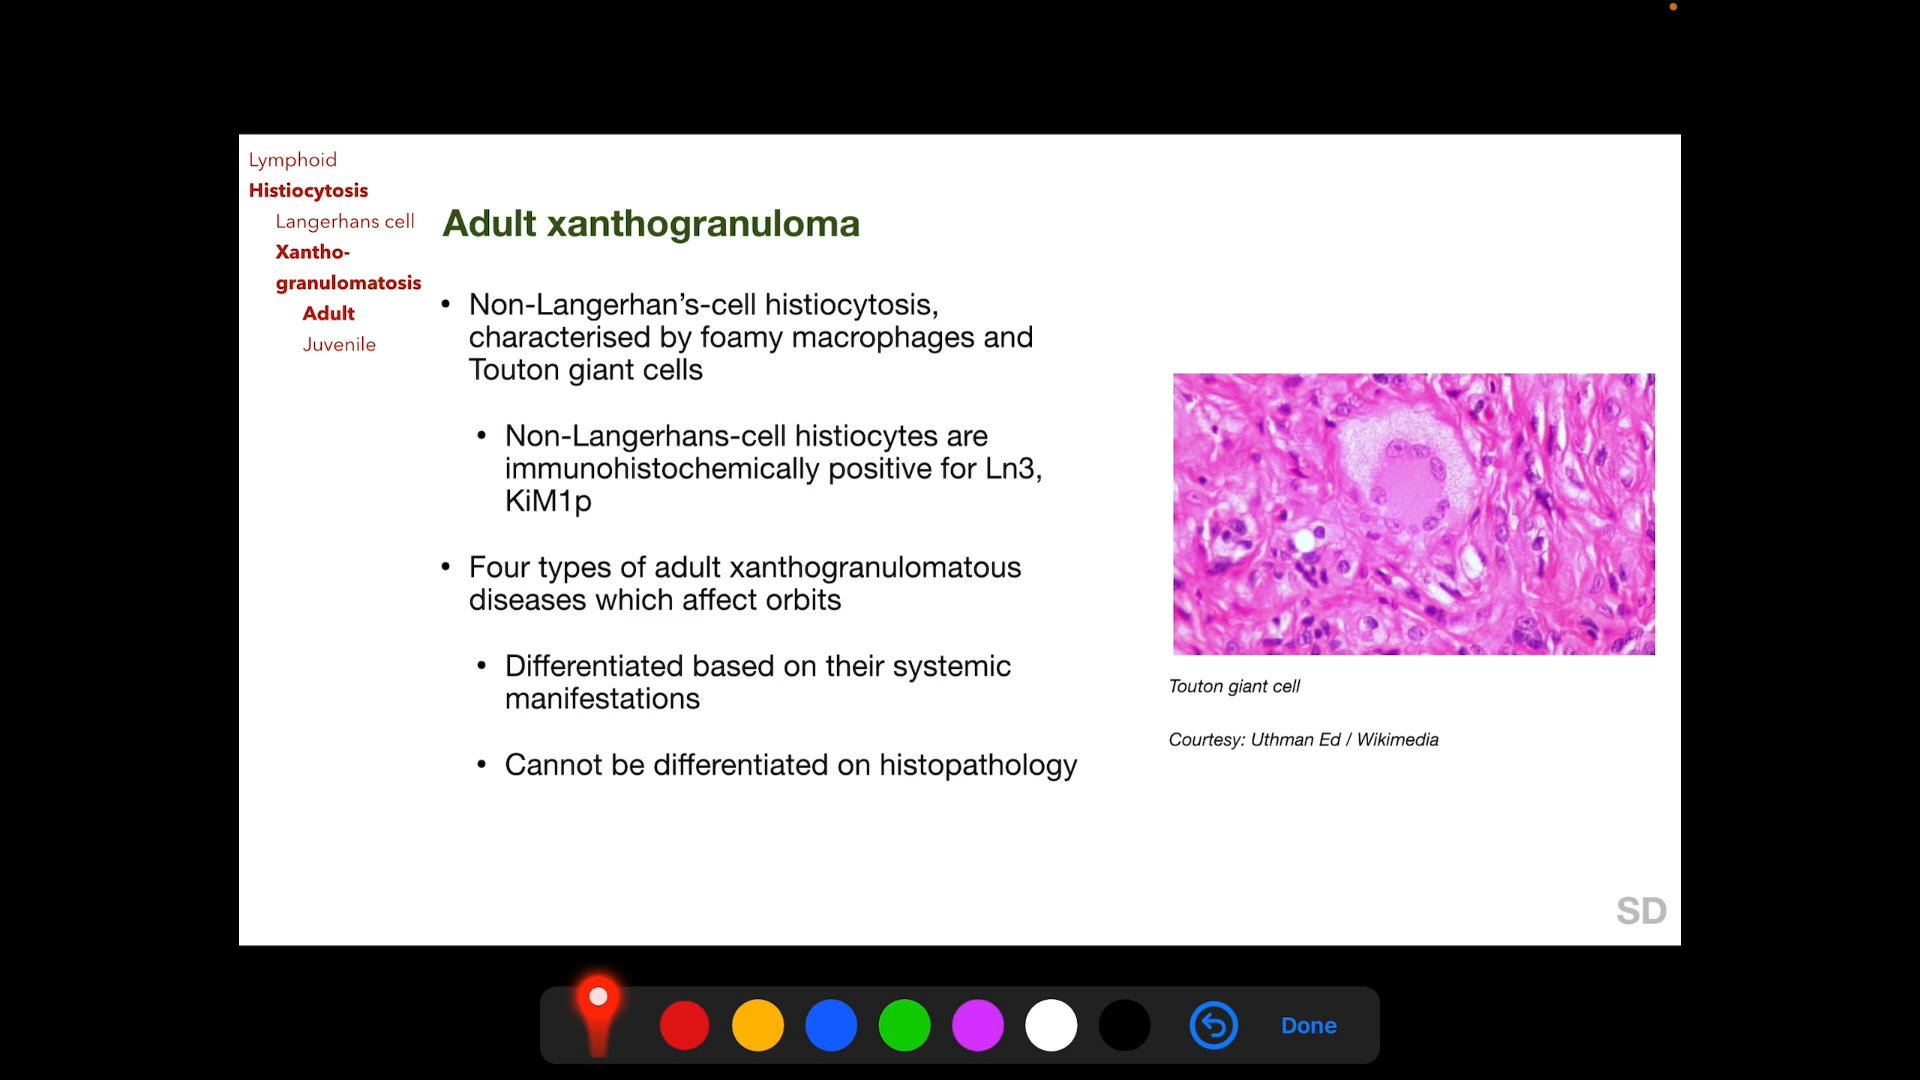 Lymphoid
Histiocytosis
Langerhans cell
Xantho-
granulomatosis
Adult
Juvenile
Adult xanthogranuloma
• Non-Langerhan’s-cell histiocytosis,
characterised by foamy macrophages and
Touton giant cells
• Non-Langerhans-cell histiocytes are
immunohistochemically positive for Ln3,
KiM1p
• Four types of adult xanthogranulomatous
diseases which affect orbits
• Differentiated based on their systemic
manifestations
• Cannot be differentiated on histopathology
Touton giant cell
Courtesy: Uthman Ed / Wikimedia
SD
Done